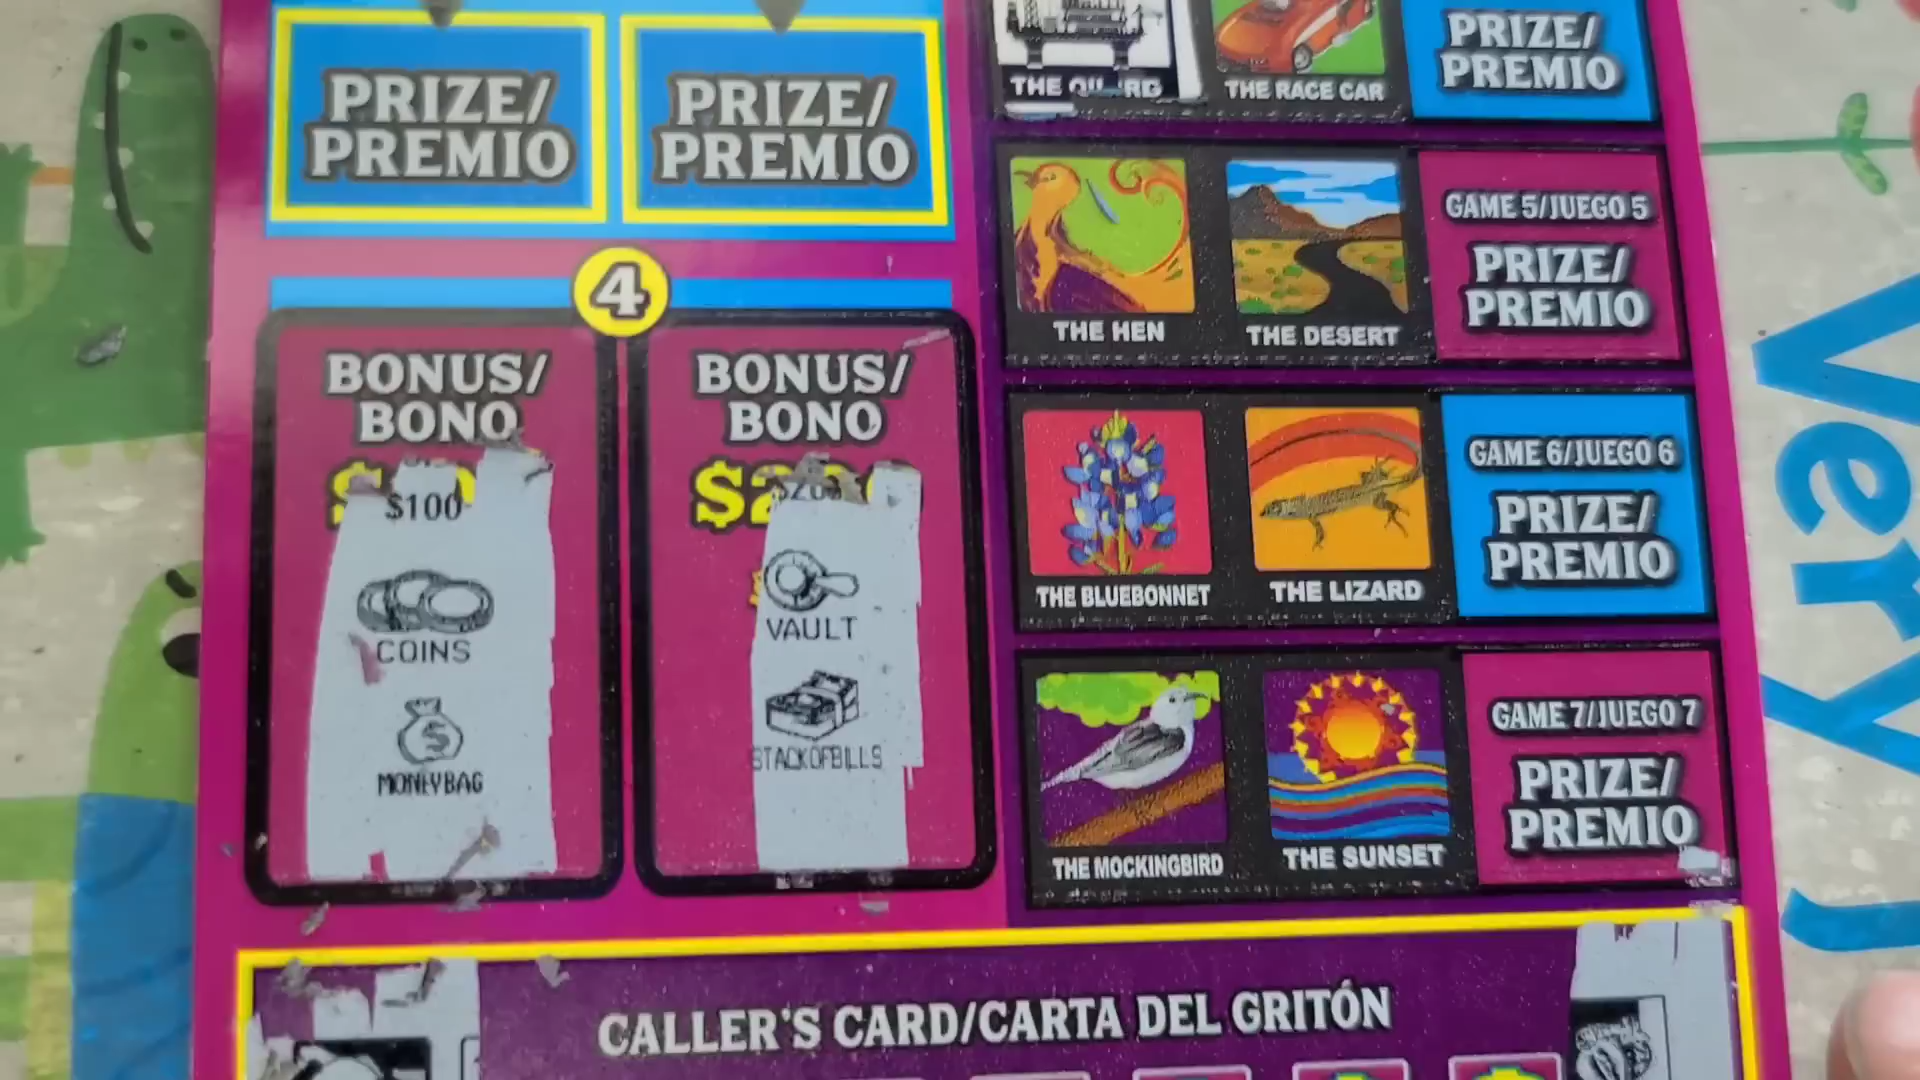 PRIZE/
PREMIO
PRIZE/
PREMIO
4
BONUS/
BONO
$100
COINS
MONEYBAG
BONUS/
BONO
VAULT
STACKOFBILLS
THE RACE CAR
PRIZE/
PREMIO
THE HEN
THE DESERT
GAME 5/JUEGO 5
PRIZE/
PREMIO
THE BLUEBONNET
THE LIZARD
GAME 6/JUEGO 6
PRIZE/
PREMIO
THE MOCKINGBIRD
THE SUNSET
GAME 7/JUEGO 7
PRIZE/
PREMIO
CALLER'S CARD/CARTA DEL GRITÓN
Very